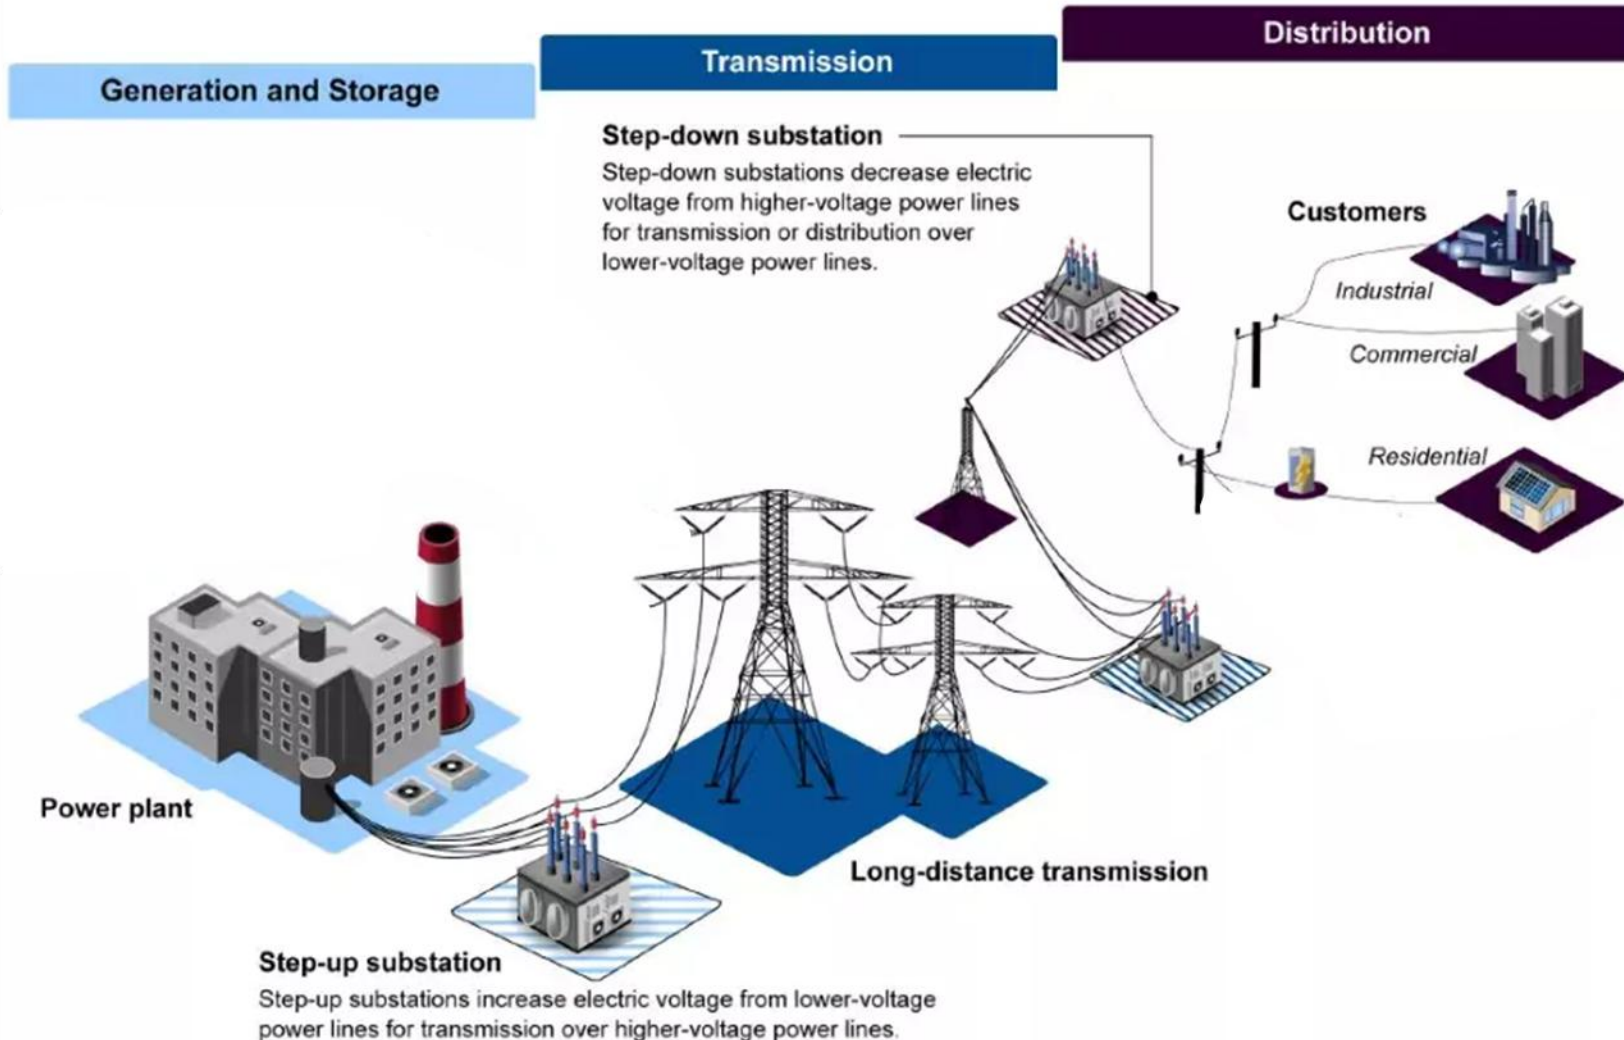 Generation and Storage
Transmission
Distribution
Step-down substation
Step-down substations decrease electric
voltage from higher-voltage power lines
for transmission or distribution over
lower-voltage power lines.
Customers
Industrial
Commercial
Residential
Power plant
Long-distance transmission
Step-up substation
Step-up substations increase electric voltage from lower-voltage
power lines for transmission over higher-voltage power lines.